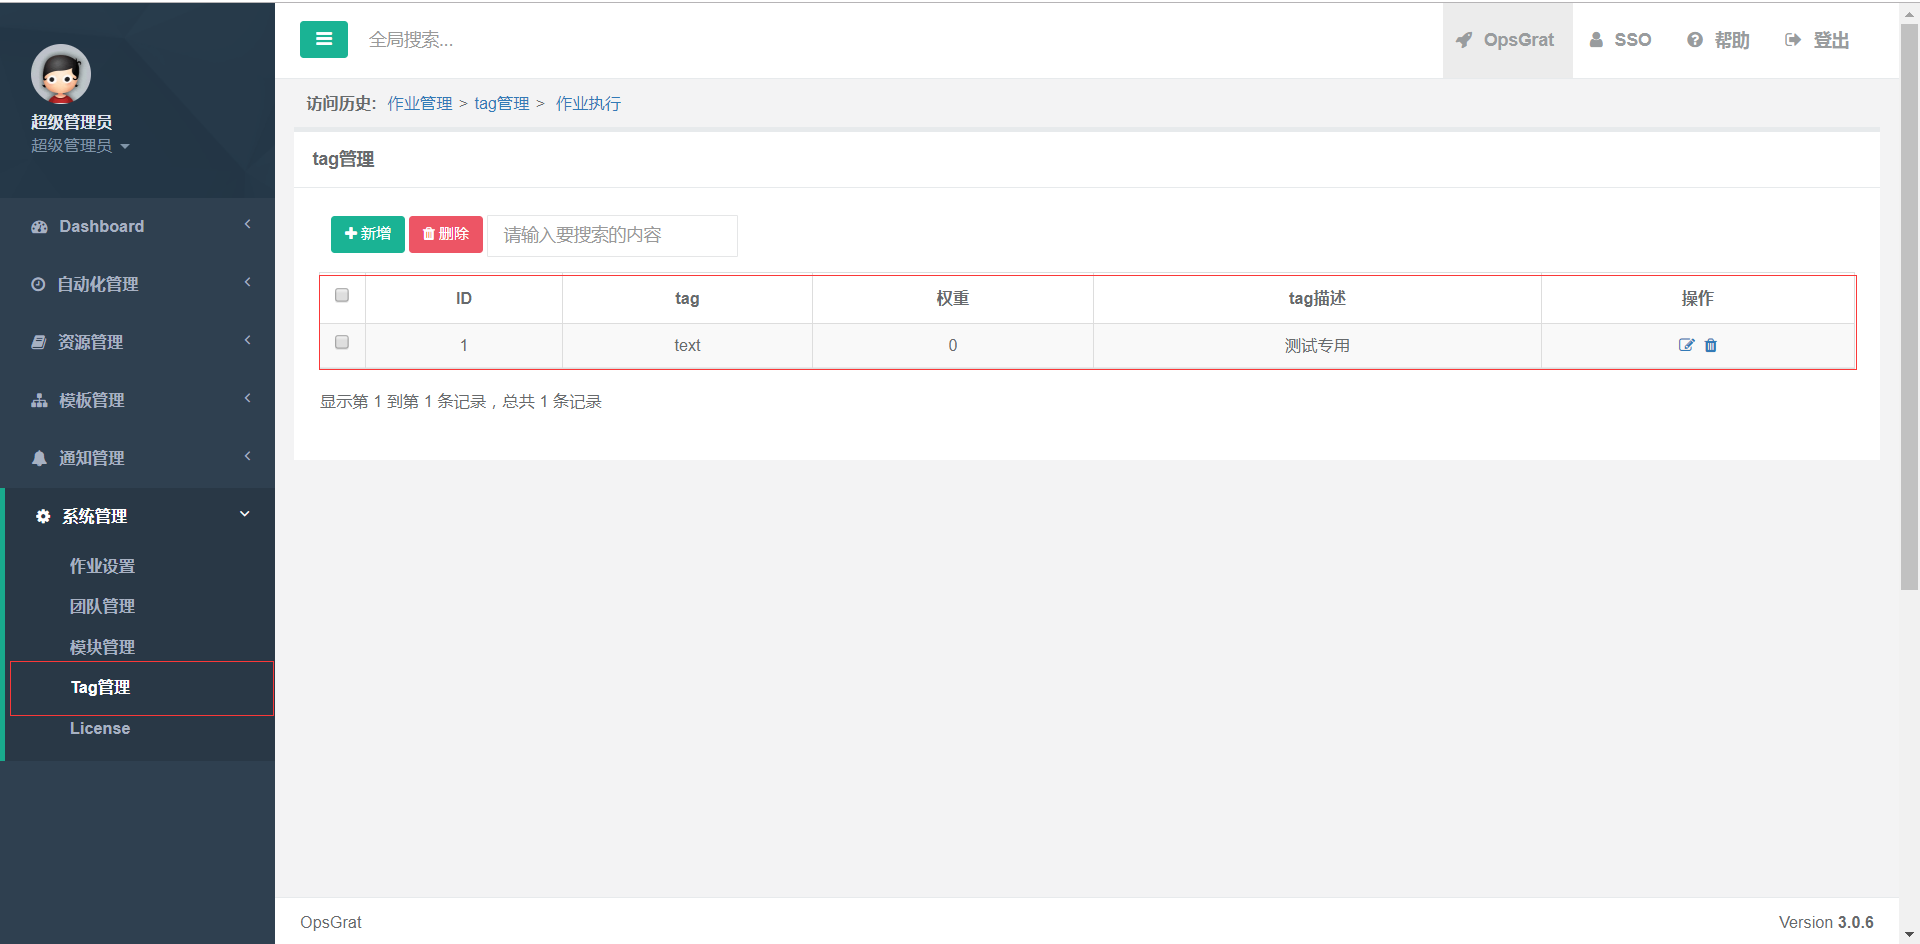 超级管理员
超级管理员
Dashboard
自动化管理
资源管理
模板管理
通知管理
系统管理
作业设置
团队管理
模块管理
Tag管理
License
全局搜索...
OpsGrat SSO 帮助 登出
访问历史: 作业管理 > tag管理 > 作业执行
tag管理
新增 删除 请输入要搜索的内容
ID tag 权重 tag描述 操作
1 text 0 测试专用
显示第 1 到第 1 条记录，总共 1 条记录
OpsGrat Version 3.0.6